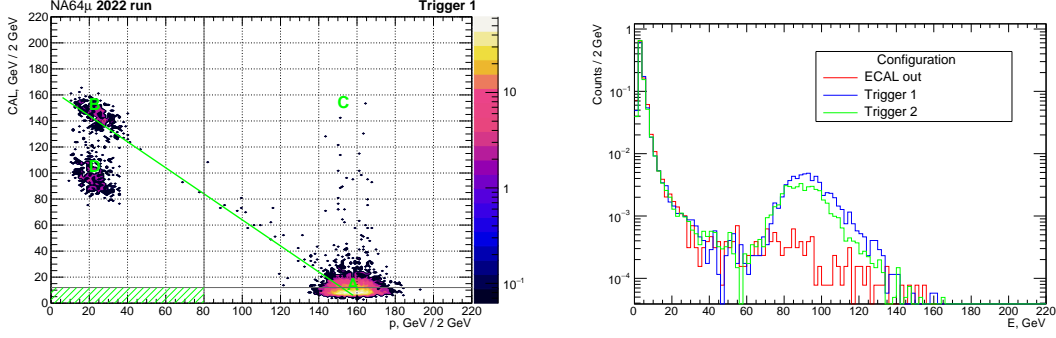 NA64μ 2022 run Trigger 1
CAL, GeV / 2 GeV
220
200
180
160
140
120
100
80
60
40
20
0
B
C
D
A
0 20 40 60 80 100 120 140 160 180 200 220
p, GeV / 2 GeV
10
1
10⁻¹
Counts / 2 GeV
1
10⁻¹
10⁻²
10⁻³
10⁻⁴
Configuration
ECAL out
Trigger 1
Trigger 2
0 20 40 60 80 100 120 140 160 180 200 220
E, GeV